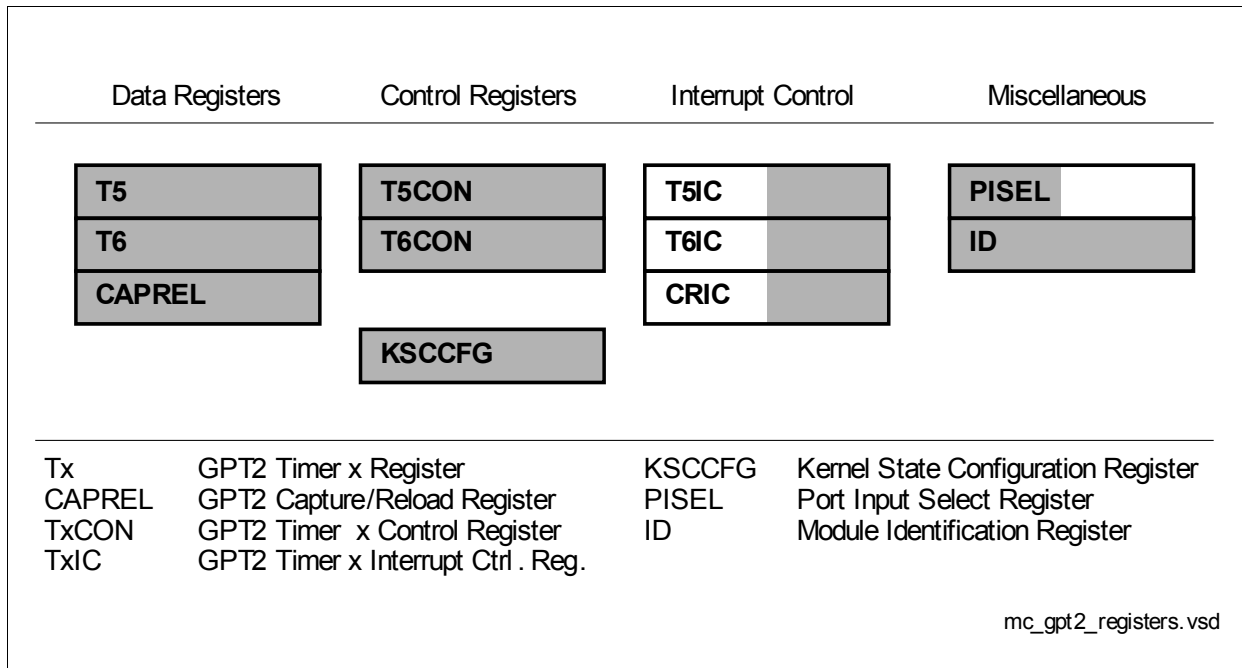 Data Registers Control Registers Interrupt Control Miscellaneous
T5 T5CON T5IC PISEL
T6 T6CON T6IC ID
CAPREL CRIC
KSCCFG
Tx GPT2 Timer x Register KSCCFG Kernel State Configuration Register
CAPREL GPT2 Capture/Reload Register PISEL Port Input Select Register
TxCON GPT2 Timer x Control Register ID Module Identification Register
TxIC GPT2 Timer x Interrupt Ctrl . Reg.
mc_gpt2_registers.vsd